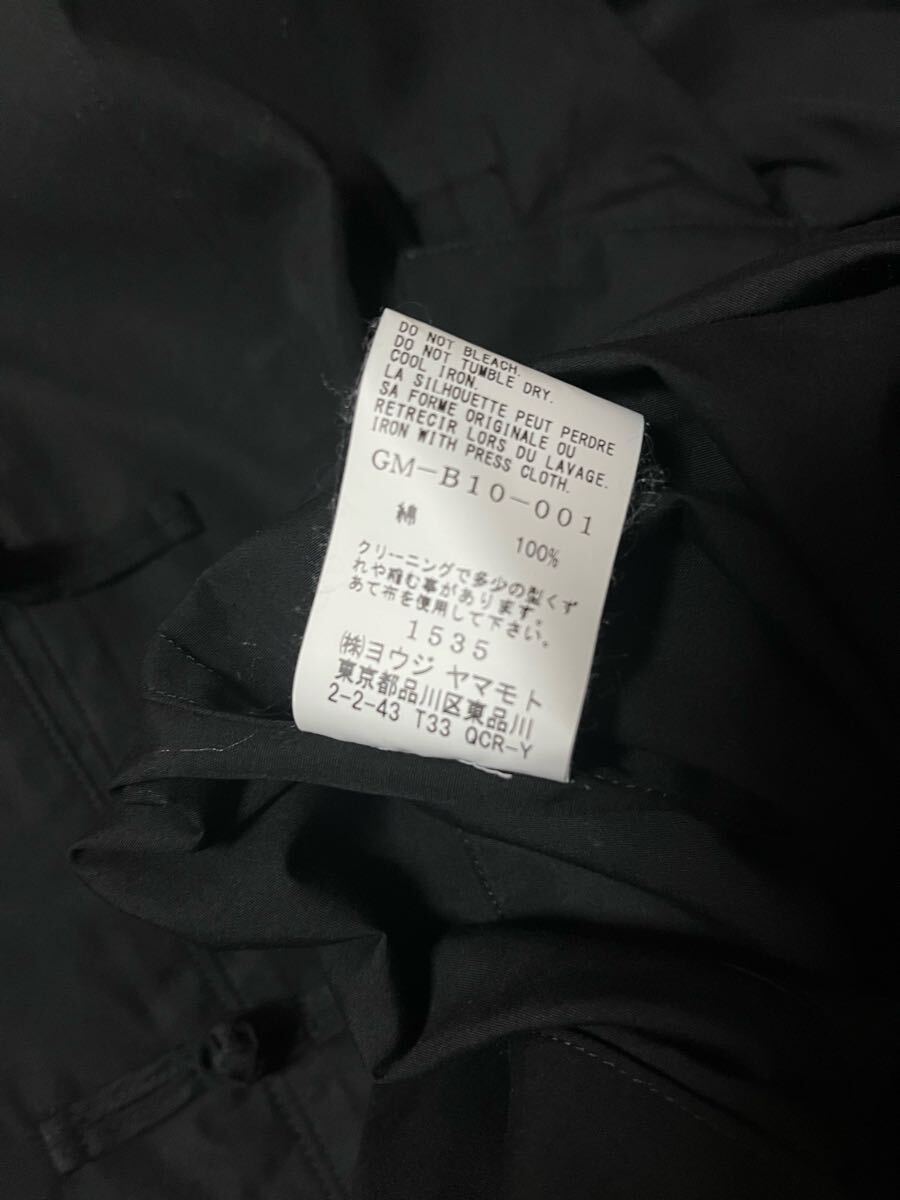 DO NOT BLEACH.
DO NOT TUMBLE DRY.
COOL IRON.
LA SILHOUETTE PEUT PERDRE
SA FORME ORIGINALE OU
RETRECIR LORS DU LAVAGE.
IRON WITH PRESS CLOTH.
GM-B10-001
綿 100%
クリーニングで多少の型くず
れや縮む事があります。
あて布を使用して下さい。
1535
㈱ヨウジ ヤマモト
東京都品川区東品川
2-2-43 T33 QCR-Y